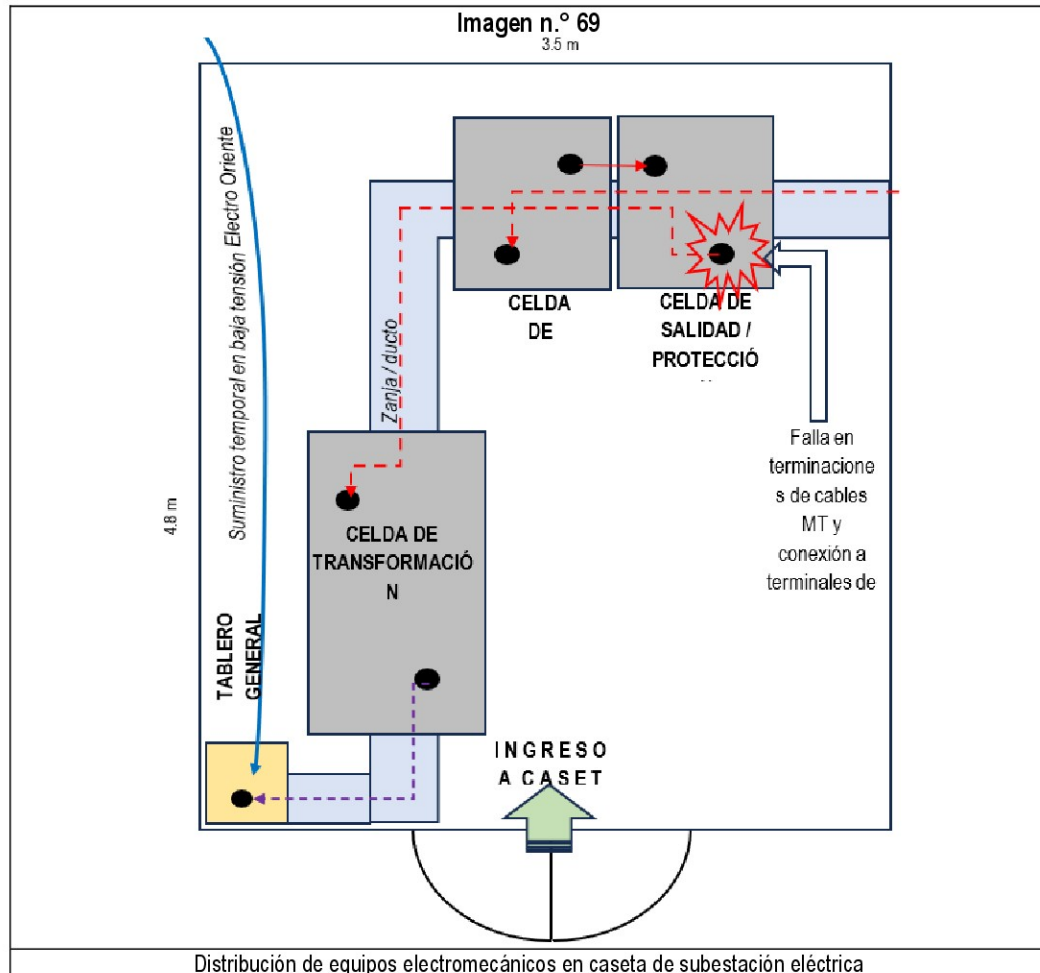 Imagen n.° 69
3.5 m
Suministro temporal en baja tensión Electro Oriente
CELDA
DE
CELDA DE
SALIDAD /
PROTECCIÓ
Zanja / ducto
Falla en
terminacione
s de cables
MT y
conexión a
terminales de
4.8 m
CELDA DE
TRANSFORMACIÓ
N
TABLERO
GENERAL
INGRESO
A CASET
Distribución de equipos electromecánicos en caseta de subestación eléctrica